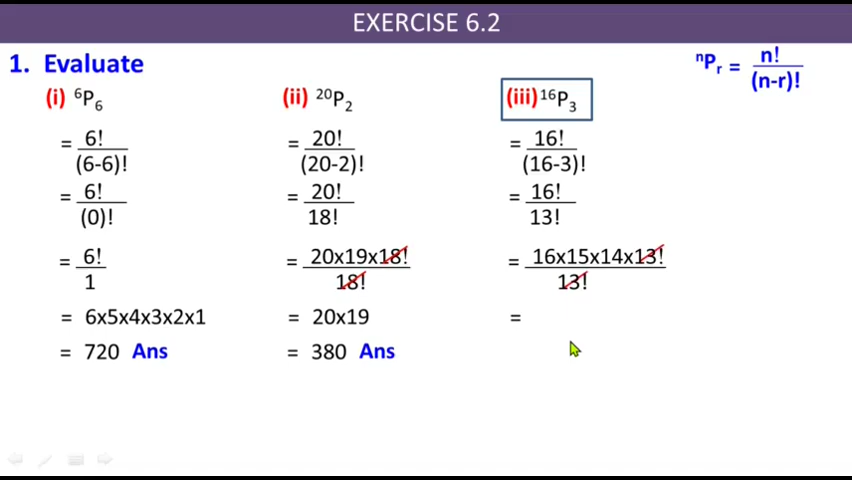 EXERCISE 6.2
1. Evaluate
ⁿPᵣ = n! / (n-r)!
(i) ⁶P₆
= 6! / (6-6)!
= 6! / (0)!
= 6! / 1
= 6x5x4x3x2x1
= 720 Ans
(ii) ²⁰P₂
= 20! / (20-2)!
= 20! / 18!
= 20x19x18! / 18!
= 20x19
= 380 Ans
(iii) ¹⁶P₃
= 16! / (16-3)!
= 16! / 13!
= 16x15x14x13! / 13!
=